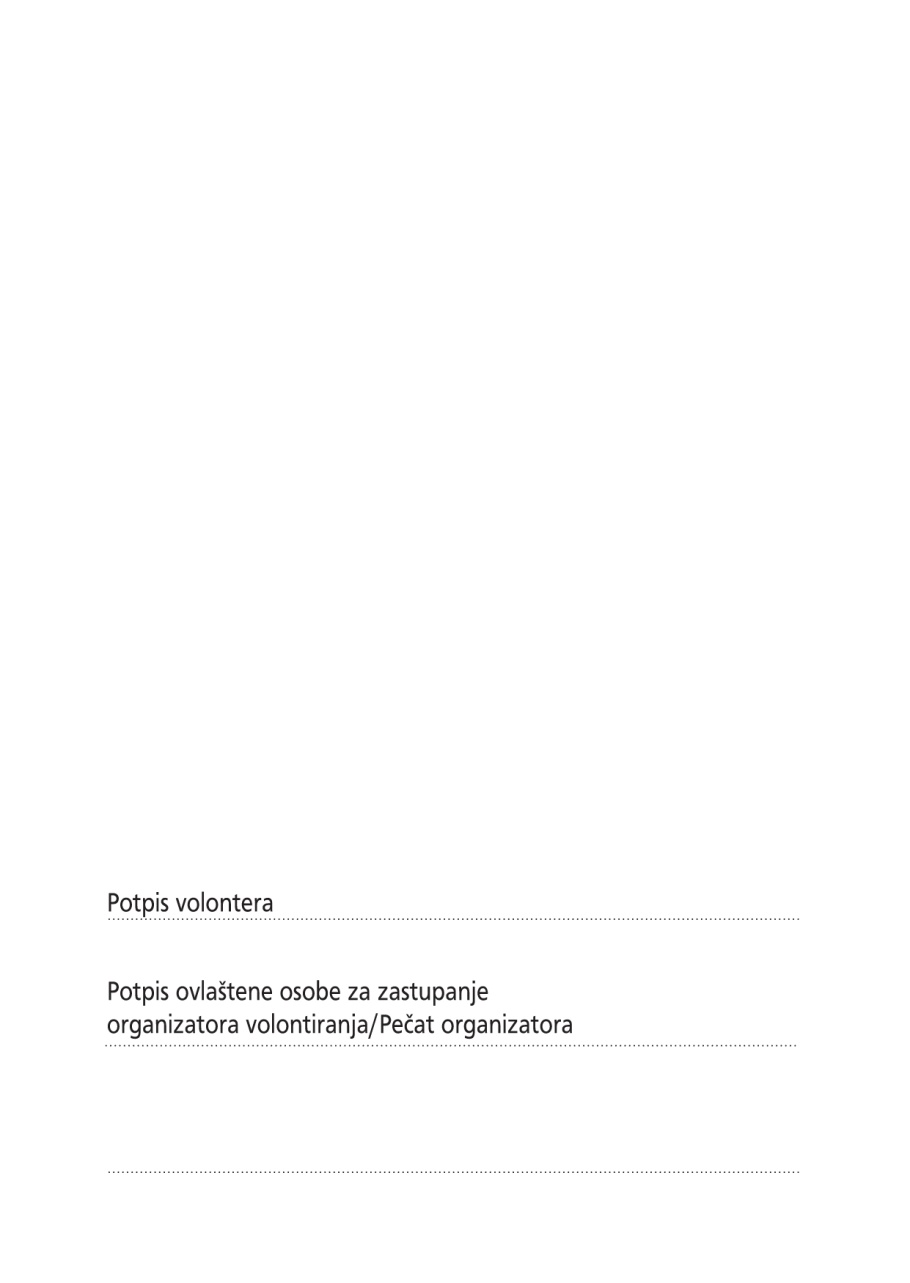 Potpis volontera
Potpis ovlaštene osobe za zastupanje
organizatora volontiranja/Pečat organizatora